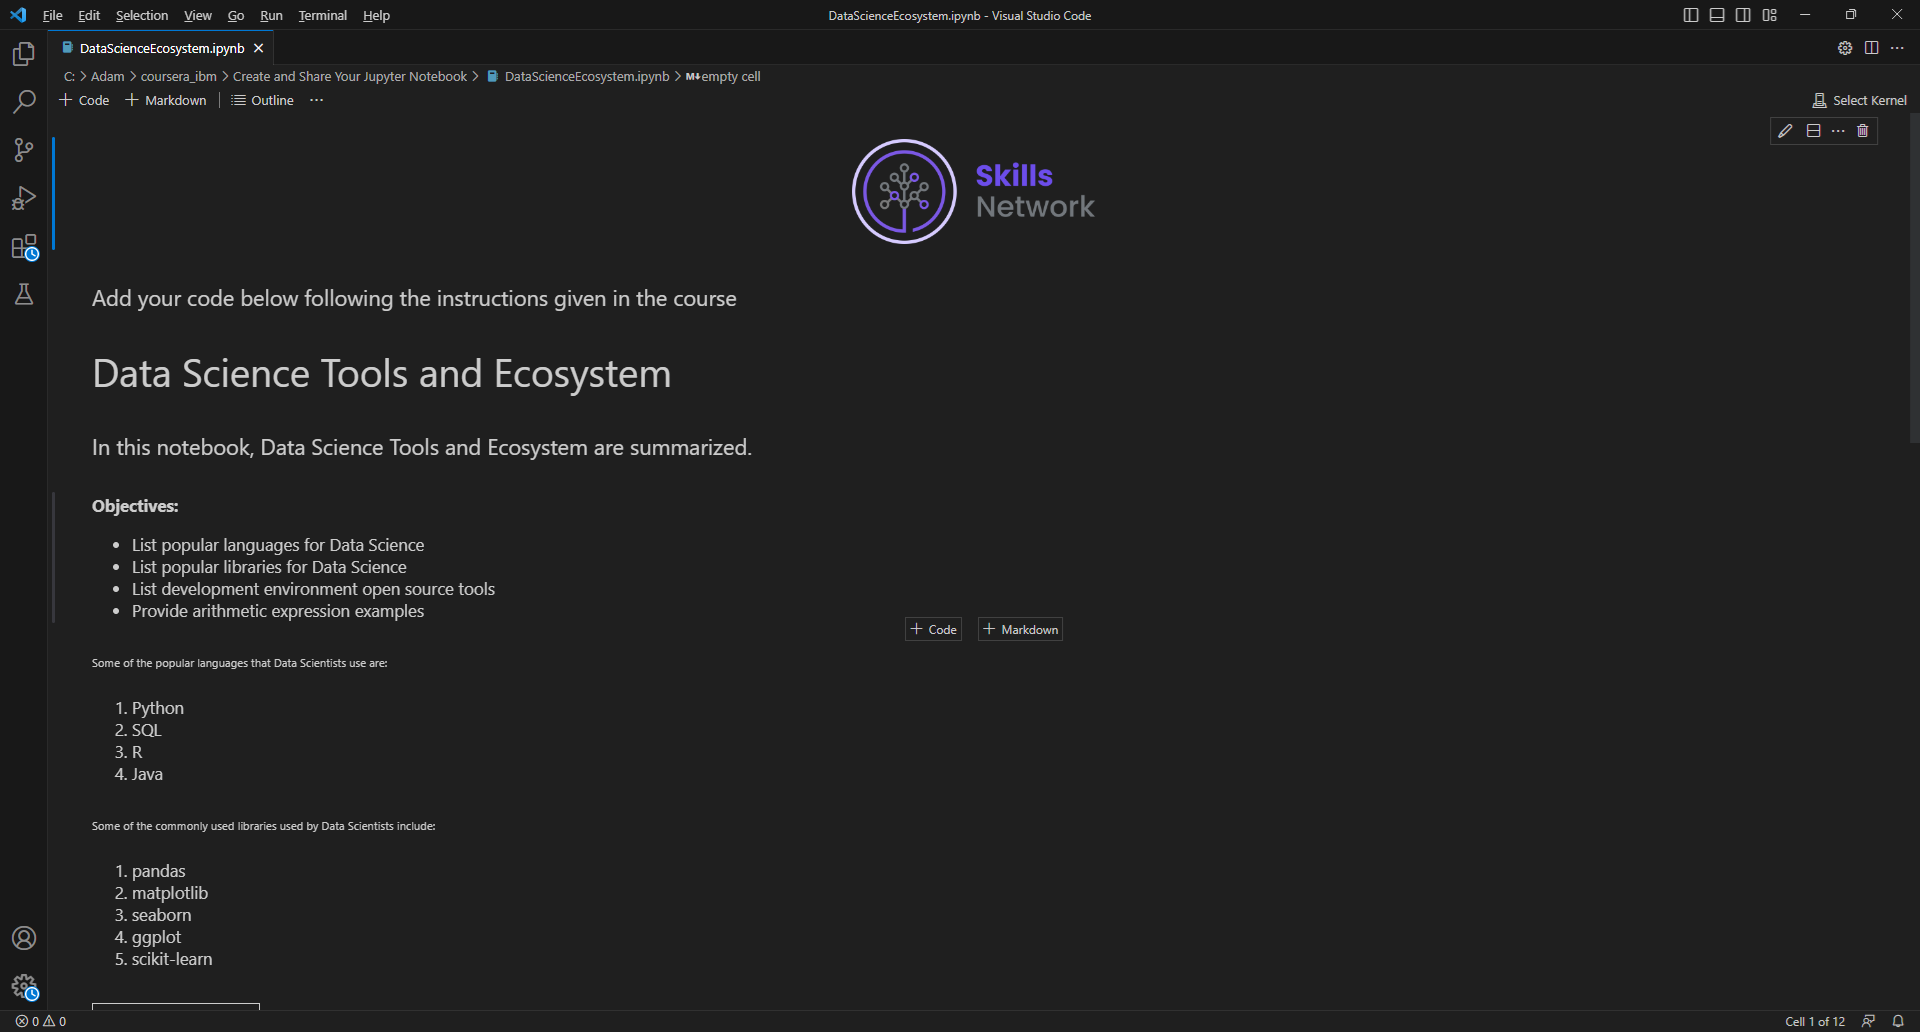 File Edit Selection View Go Run Terminal Help
DataScienceEcosystem.ipynb - Visual Studio Code
DataScienceEcosystem.ipynb
C: > Adam > coursera_ibm > Create and Share Your Jupyter Notebook > DataScienceEcosystem.ipynb > M↓empty cell
+ Code + Markdown | Outline ...
Select Kernel
Skills
Network
Add your code below following the instructions given in the course
Data Science Tools and Ecosystem
In this notebook, Data Science Tools and Ecosystem are summarized.
Objectives:
• List popular languages for Data Science
• List popular libraries for Data Science
• List development environment open source tools
• Provide arithmetic expression examples
+ Code + Markdown
Some of the popular languages that Data Scientists use are:
1. Python
2. SQL
3. R
4. Java
Some of the commonly used libraries used by Data Scientists include:
1. pandas
2. matplotlib
3. seaborn
4. ggplot
5. scikit-learn
0 0
Cell 1 of 12